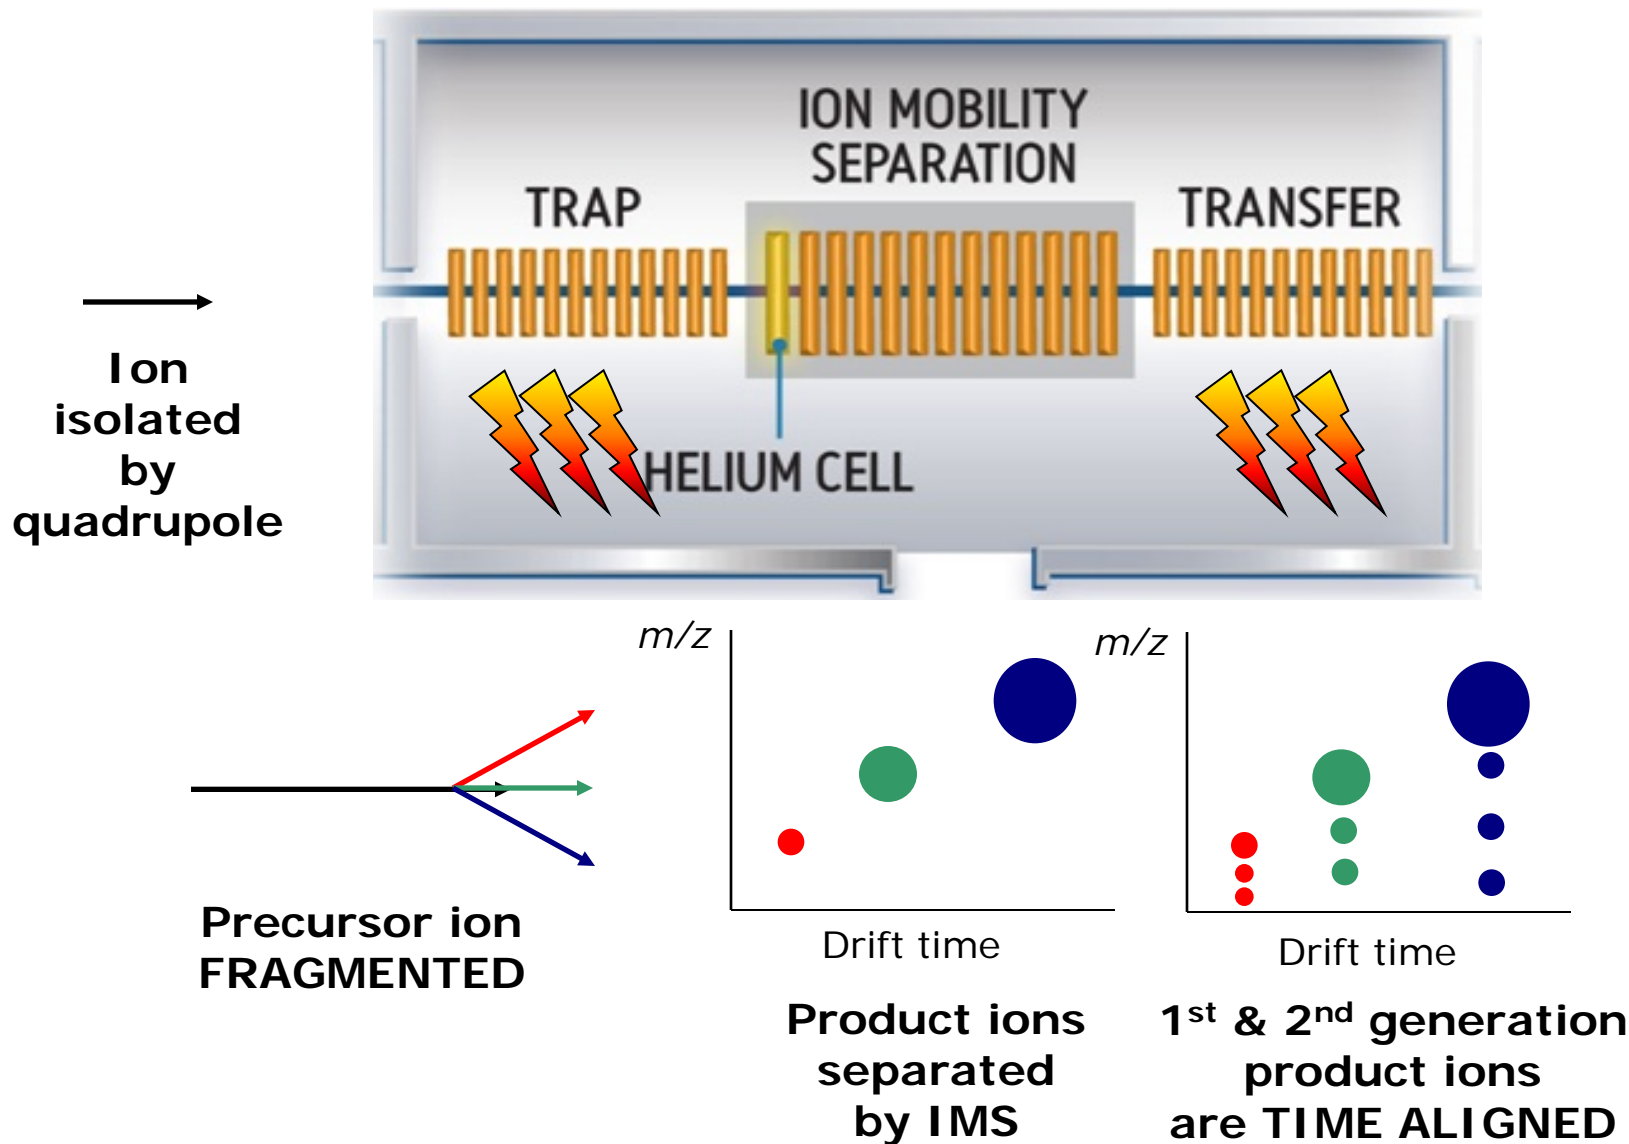 ION MOBILITY
SEPARATION
TRAP
TRANSFER
HELIUM CELL
Ion
isolated
by
quadrupole
m/z
m/z
Drift time
Drift time
Precursor ion
FRAGMENTED
Product ions
separated
by IMS
1st & 2nd generation
product ions
are TIME ALIGNED